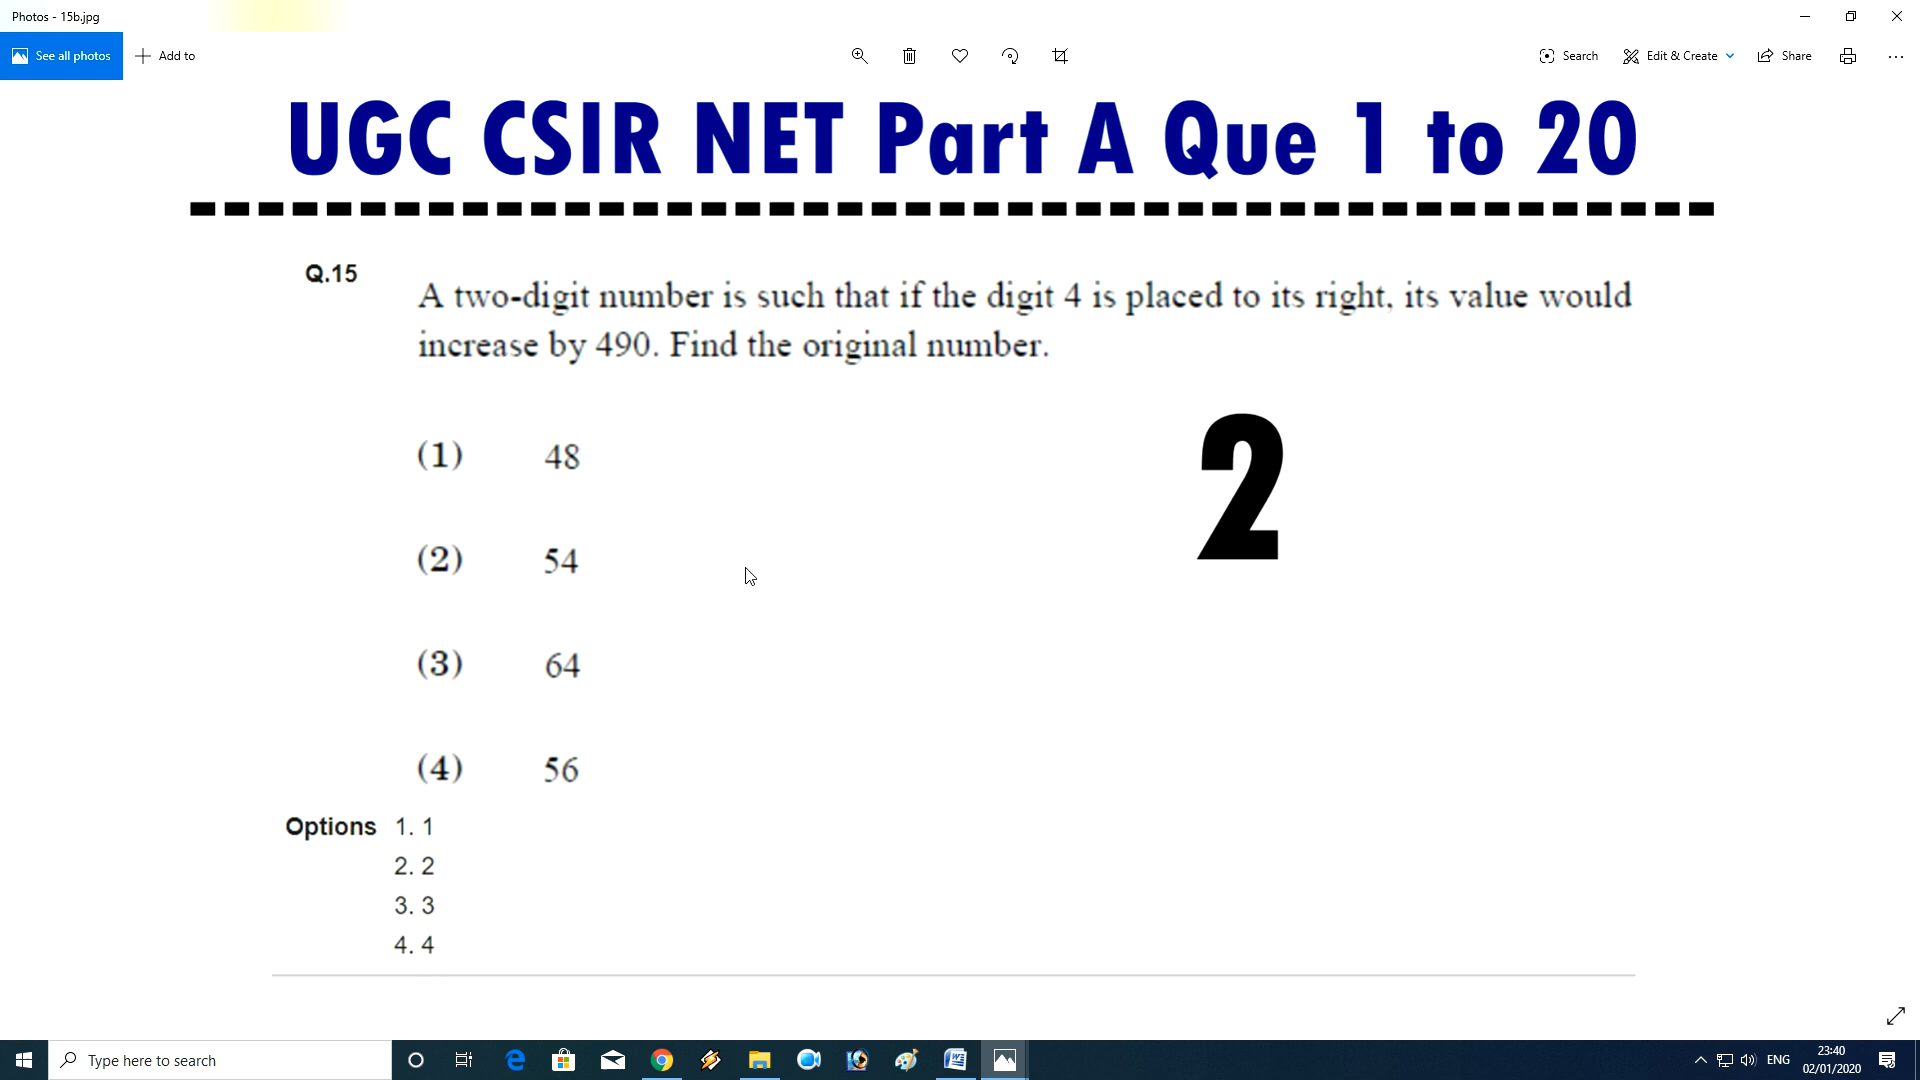 Photos - 15b.jpg
See all photos
Add to
Search
Edit & Create
Share
UGC CSIR NET Part A Que 1 to 20
Q.15
A two-digit number is such that if the digit 4 is placed to its right, its value would
increase by 490. Find the original number.
(1) 48
2
(2) 54
(3) 64
(4) 56
Options 1. 1
2. 2
3. 3
4. 4
Type here to search
ENG
23:40
02/01/2020